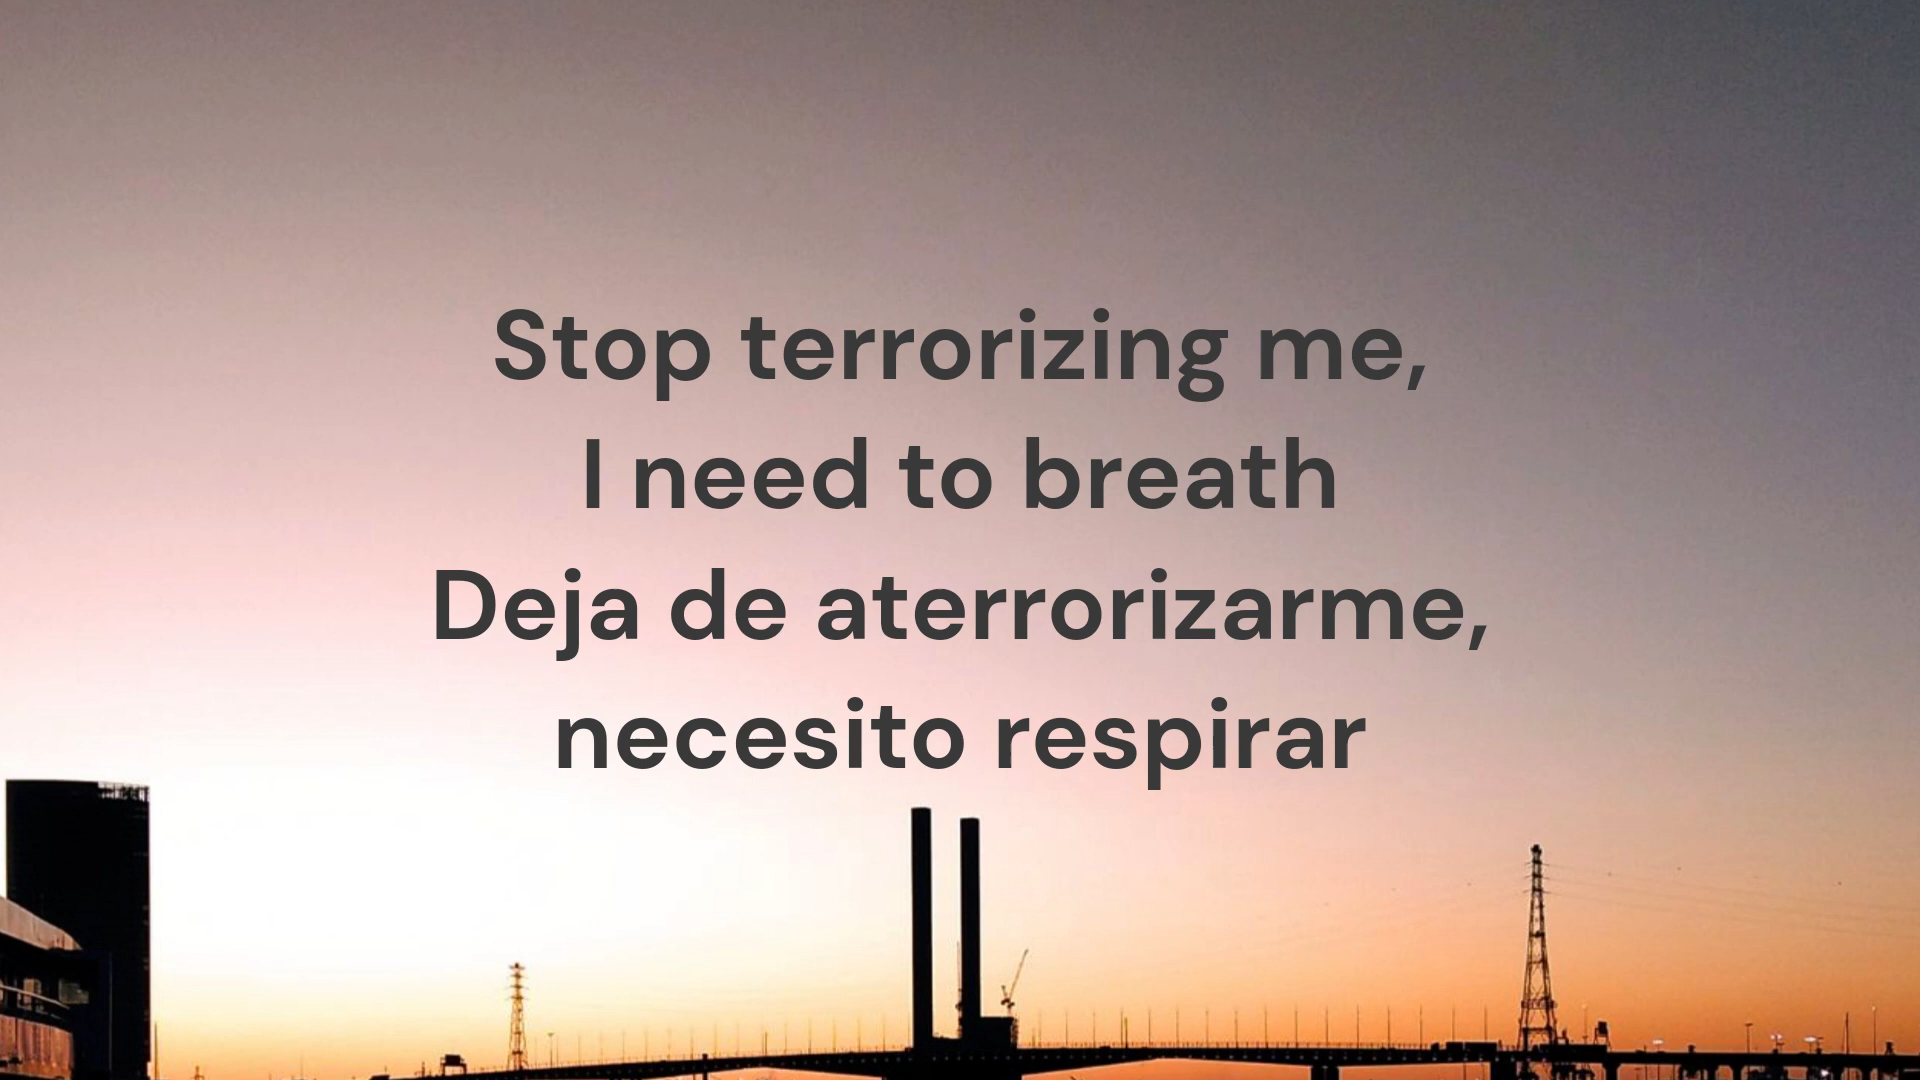 Stop terrorizing me,
I need to breath
Deja de aterrorizarme,
necesito respirar